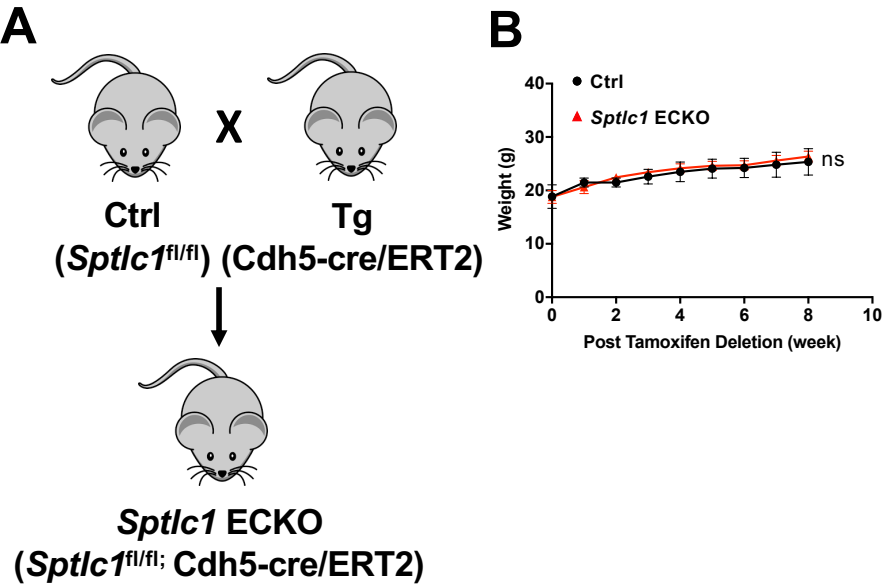 A
X
Ctrl Tg
(Sptlc1fl/fl) (Cdh5-cre/ERT2)
Sptlc1 ECKO
(Sptlc1fl/fl; Cdh5-cre/ERT2)
B
Ctrl
Sptlc1 ECKO
Weight (g)
40
30
20
10
0
ns
0 2 4 6 8 10
Post Tamoxifen Deletion (week)